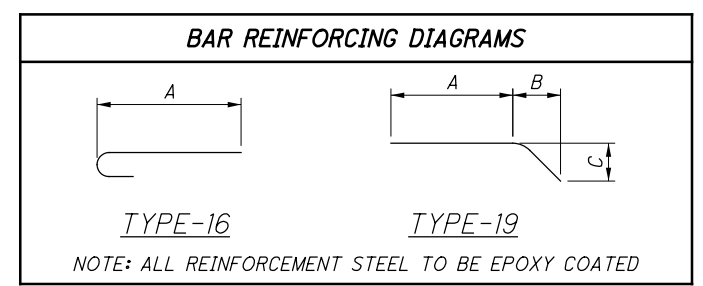 BAR REINFORCING DIAGRAMS
A
A B
C
TYPE-16 TYPE-19
NOTE: ALL REINFORCEMENT STEEL TO BE EPOXY COATED